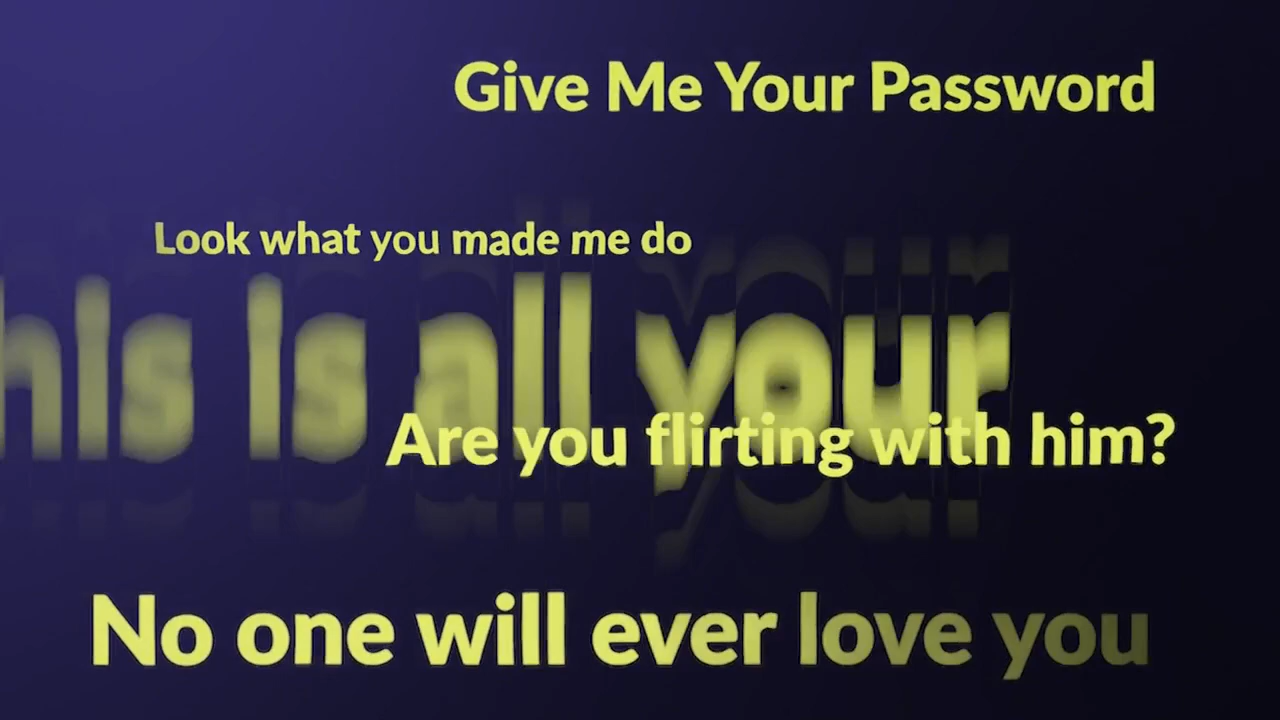 Give Me Your Password
Look what you made me do
his is all your
Are you flirting with him?
No one will ever love you